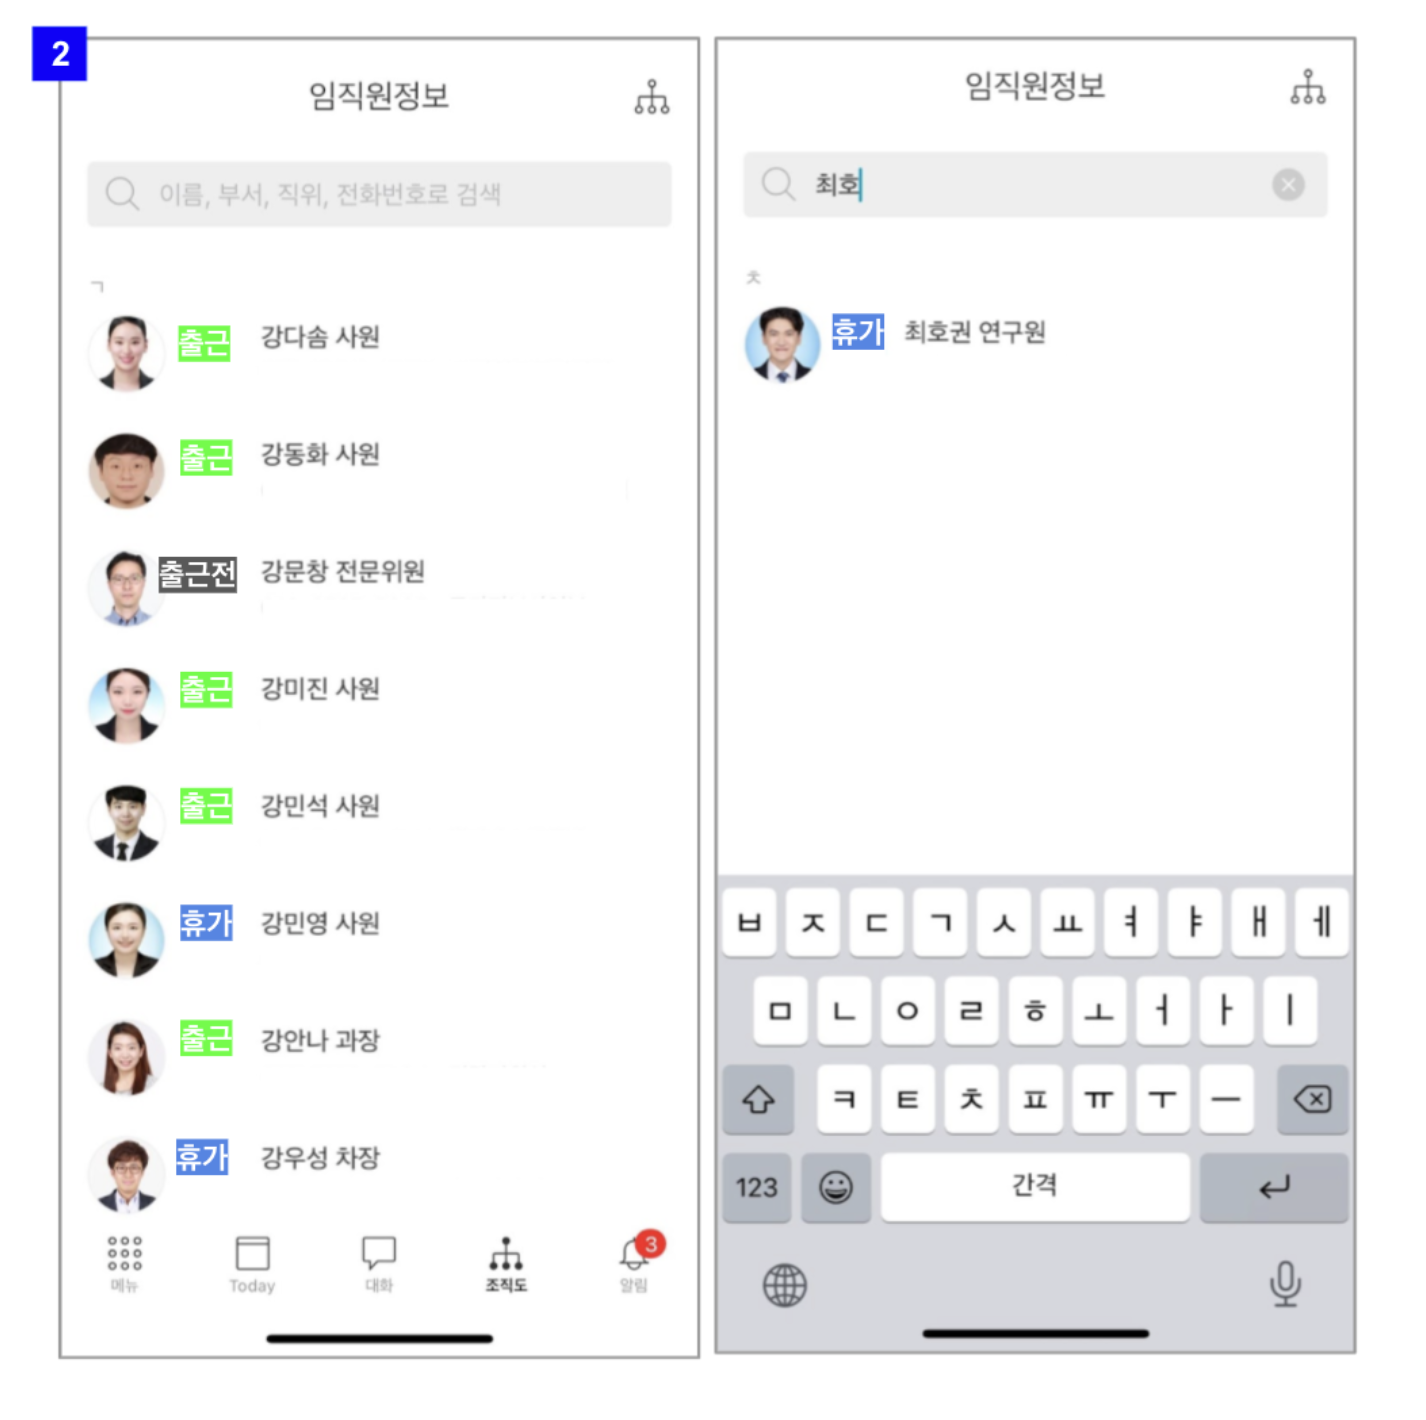 2
임직원정보
이름, 부서, 직위, 전화번호로 검색
ㄱ
출근 강다솜 사원
출근 강동화 사원
출근전 강문창 전문위원
출근 강미진 사원
출근 강민석 사원
휴가 강민영 사원
출근 강안나 과장
휴가 강우성 차장
3
메뉴 Today 대화 조직도 알림
임직원정보
최호
ㅊ
휴가 최호권 연구원
ㅂ ㅈ ㄷ ㄱ ㅅ ㅛ ㅕ ㅑ ㅐ ㅔ
ㅁ ㄴ ㅇ ㄹ ㅎ ㅗ ㅓ ㅏ ㅣ
ㅋ ㅌ ㅊ ㅍ ㅠ ㅜ ㅡ
123 간격